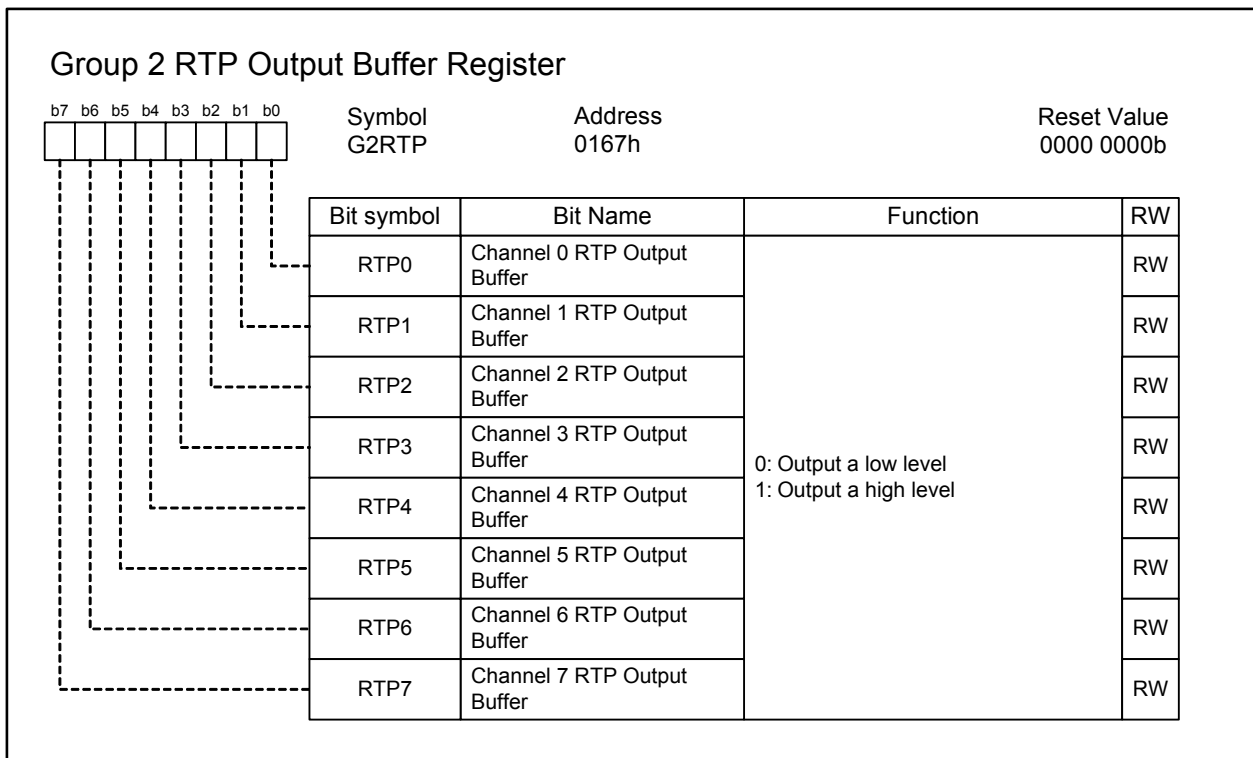 Group 2 RTP Output Buffer Register
b7 b6 b5 b4 b3 b2 b1 b0
Symbol Address Reset Value
G2RTP 0167h 0000 0000b
Bit symbol Bit Name Function RW
RTP0 Channel 0 RTP Output Buffer RW
RTP1 Channel 1 RTP Output Buffer RW
RTP2 Channel 2 RTP Output Buffer RW
RTP3 Channel 3 RTP Output Buffer RW
0: Output a low level
1: Output a high level
RTP4 Channel 4 RTP Output Buffer RW
RTP5 Channel 5 RTP Output Buffer RW
RTP6 Channel 6 RTP Output Buffer RW
RTP7 Channel 7 RTP Output Buffer RW